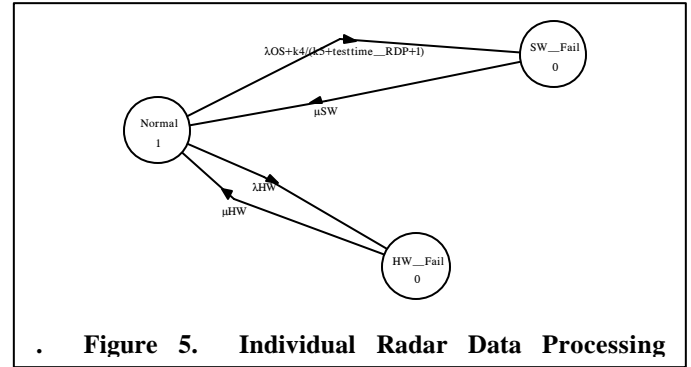 λOS+k4/(k5+testtime__RDP+1)
SW__Fail
0
μSW
Normal
1
λHW
μHW
HW__Fail
0
. Figure 5. Individual Radar Data Processing